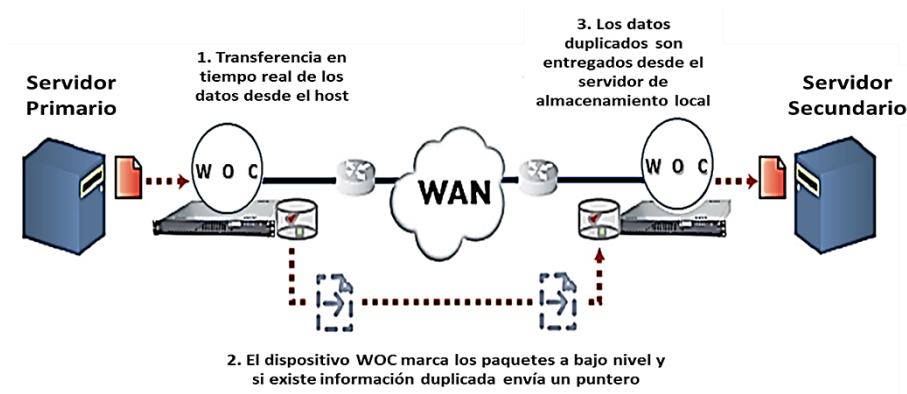 1. Transferencia en
tiempo real de los
datos desde el host
3. Los datos
duplicados son
entregados desde el
servidor de
almacenamiento local
Servidor
Primario
Servidor
Secundario
W O C
WAN
W O C
2. El dispositivo WOC marca los paquetes a bajo nivel y
si existe información duplicada envía un puntero